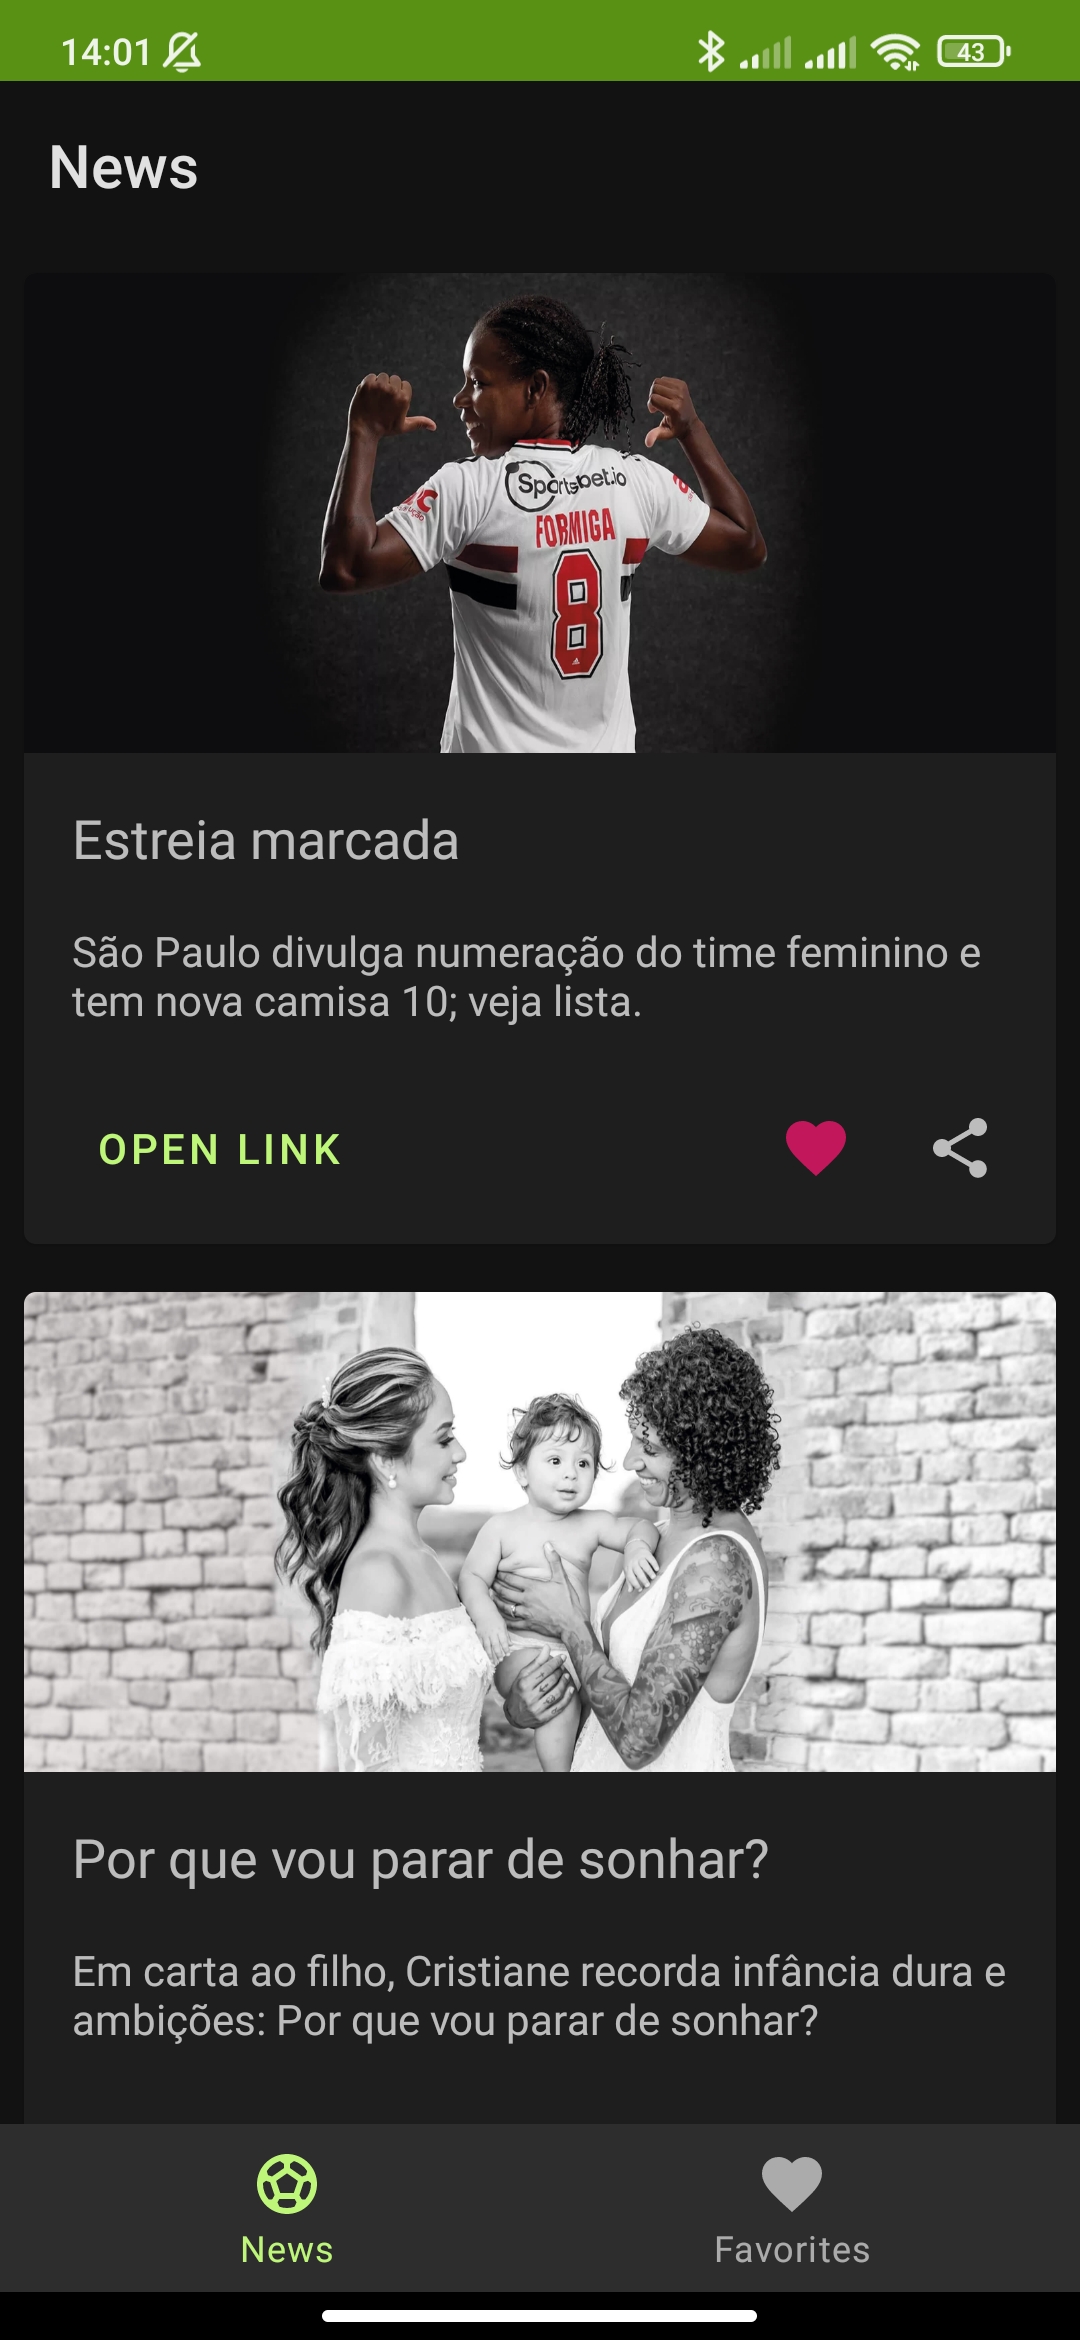 14:01
43
News
Sportsbet.io
FORMIGA
8
Estreia marcada
São Paulo divulga numeração do time feminino e
tem nova camisa 10; veja lista.
OPEN LINK
Por que vou parar de sonhar?
Em carta ao filho, Cristiane recorda infância dura e
ambições: Por que vou parar de sonhar?
News
Favorites